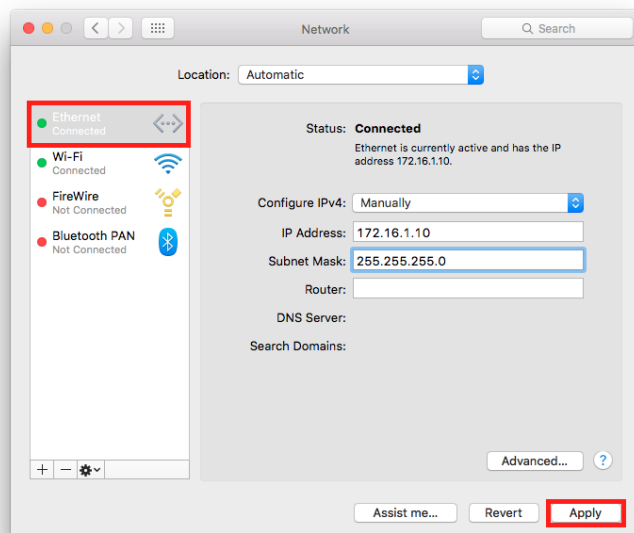 Network
Search
Location: Automatic
Ethernet
Connected
Wi-Fi
Connected
FireWire
Not Connected
Bluetooth PAN
Not Connected
Status: Connected
Ethernet is currently active and has the IP
address 172.16.1.10.
Configure IPv4: Manually
IP Address: 172.16.1.10
Subnet Mask: 255.255.255.0
Router:
DNS Server:
Search Domains:
Advanced... ?
Assist me... Revert Apply